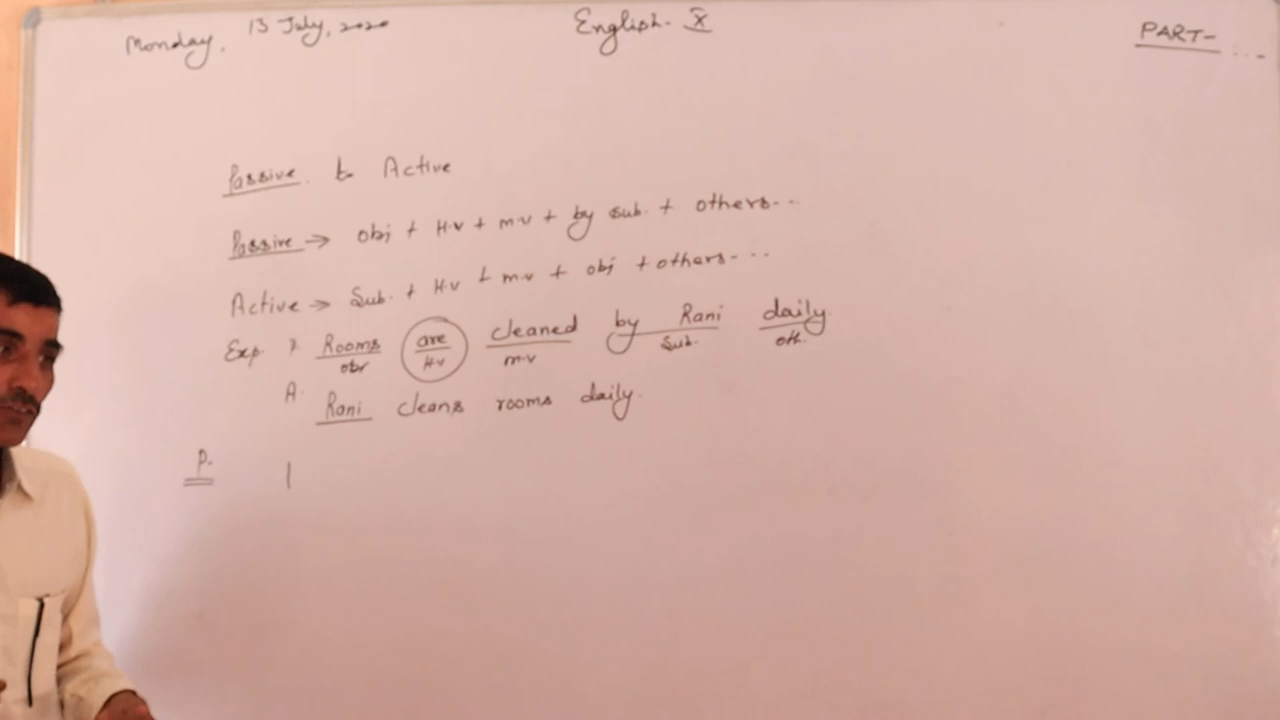 Monday, 13 July, 2020
English - X
PART- ...
Passive to Active
Passive → obj + H.v + m.v + by sub. + others...
Active → Sub. + H.v + m.v + obj + others-...
Exp. Rooms are cleaned by Rani daily.
obj H.v m.v Sub. oth.
A. Rani cleans rooms daily.
P.